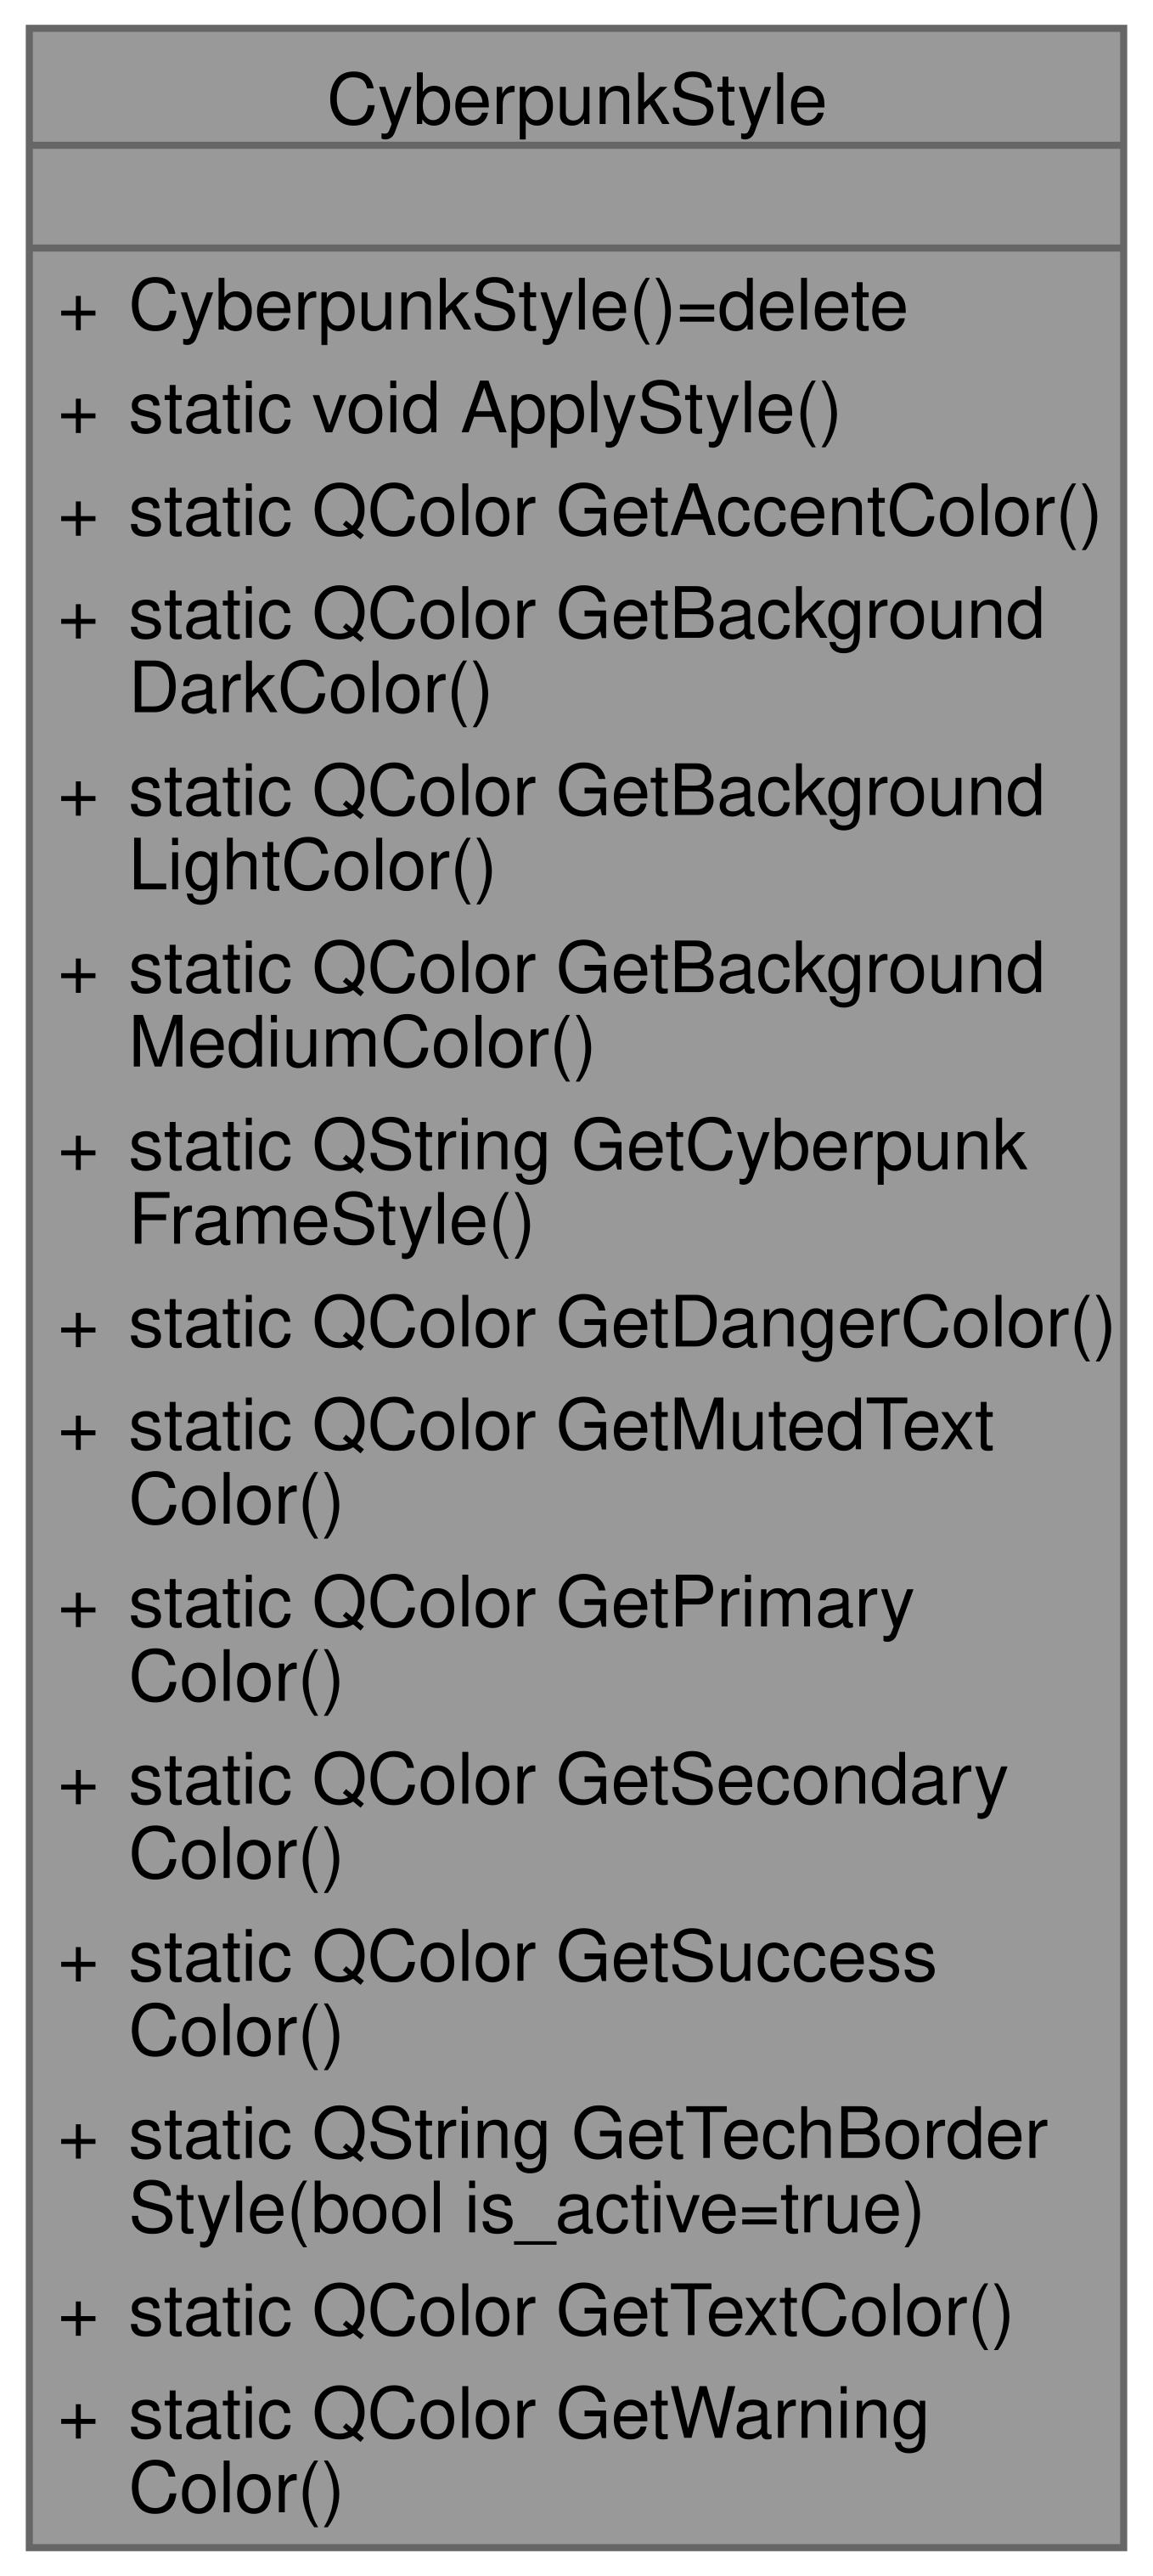 CyberpunkStyle
+ CyberpunkStyle()=delete
+ static void ApplyStyle()
+ static QColor GetAccentColor()
+ static QColor GetBackground
DarkColor()
+ static QColor GetBackground
LightColor()
+ static QColor GetBackground
MediumColor()
+ static QString GetCyberpunk
FrameStyle()
+ static QColor GetDangerColor()
+ static QColor GetMutedText
Color()
+ static QColor GetPrimary
Color()
+ static QColor GetSecondary
Color()
+ static QColor GetSuccess
Color()
+ static QString GetTechBorder
Style(bool is_active=true)
+ static QColor GetTextColor()
+ static QColor GetWarning
Color()